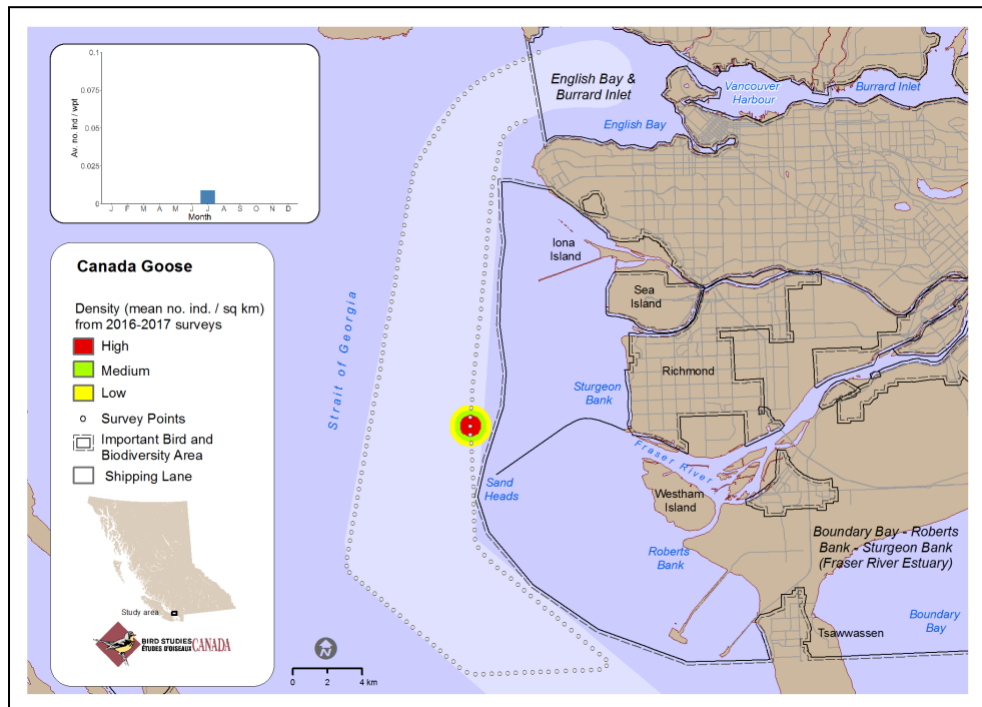 0.1
0.075
0.05
0.025
0
Av. no. ind / wpt
J F M A M J J A S O N D
Month
Canada Goose
Density (mean no. ind. / sq km)
from 2016-2017 surveys
High
Medium
Low
Survey Points
Important Bird and
Biodiversity Area
Shipping Lane
Study area
BIRD STUDIES
ÉTUDES D'OISEAUX
CANADA
N
0 2 4 km
English Bay &
Burrard Inlet
Vancouver
Harbour
Burrard Inlet
English Bay
Iona
Island
Sea
Island
Strait of Georgia
Richmond
Sturgeon
Bank
Fraser River
Sand
Heads
Westham
Island
Roberts
Bank
Boundary Bay - Roberts
Bank - Sturgeon Bank
(Fraser River Estuary)
Boundary
Bay
Tsawwassen